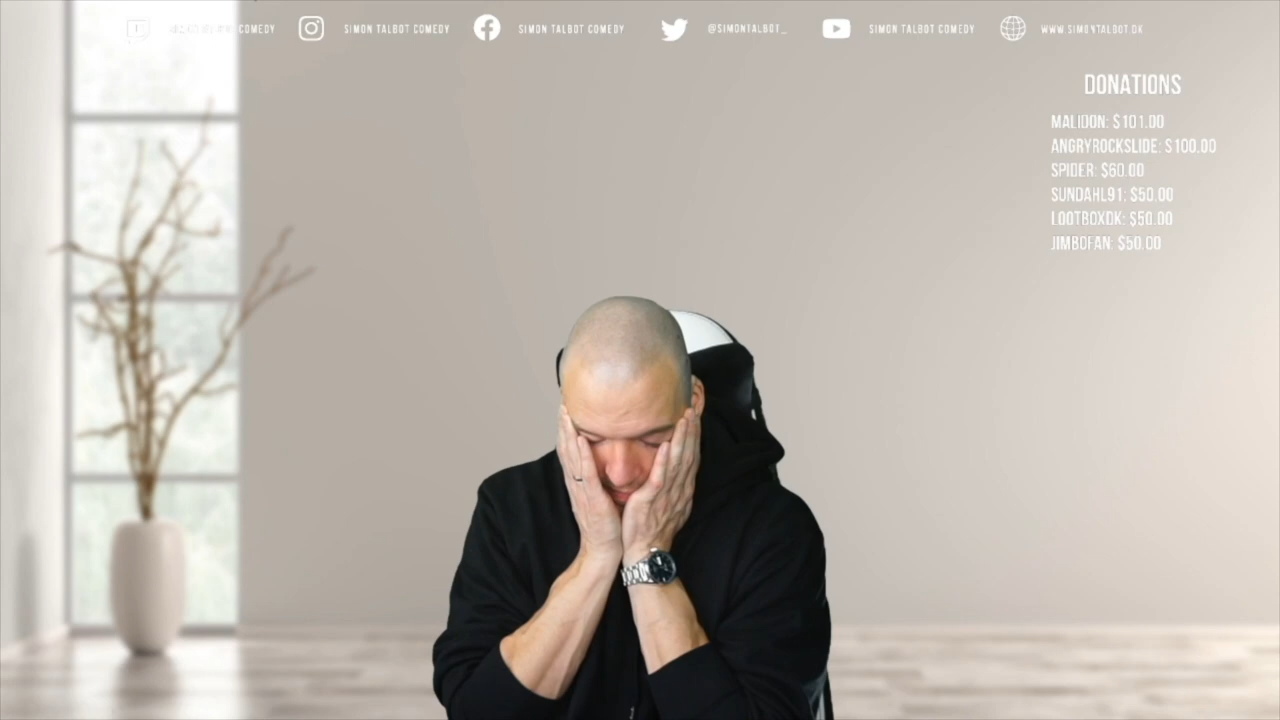 COMEDY
SIMON TALBOT COMEDY
SIMON TALBOT COMEDY
@SIMONTALBOT_
SIMON TALBOT COMEDY
WWW.SIMONTALBOT.DK
DONATIONS
MALIDON: $101.00
ANGRYROCKSLIDE: $100.00
SPIDER: $60.00
SUNDAHL91: $50.00
LOOTBOXDK: $50.00
JIMBOFAN: $50.00